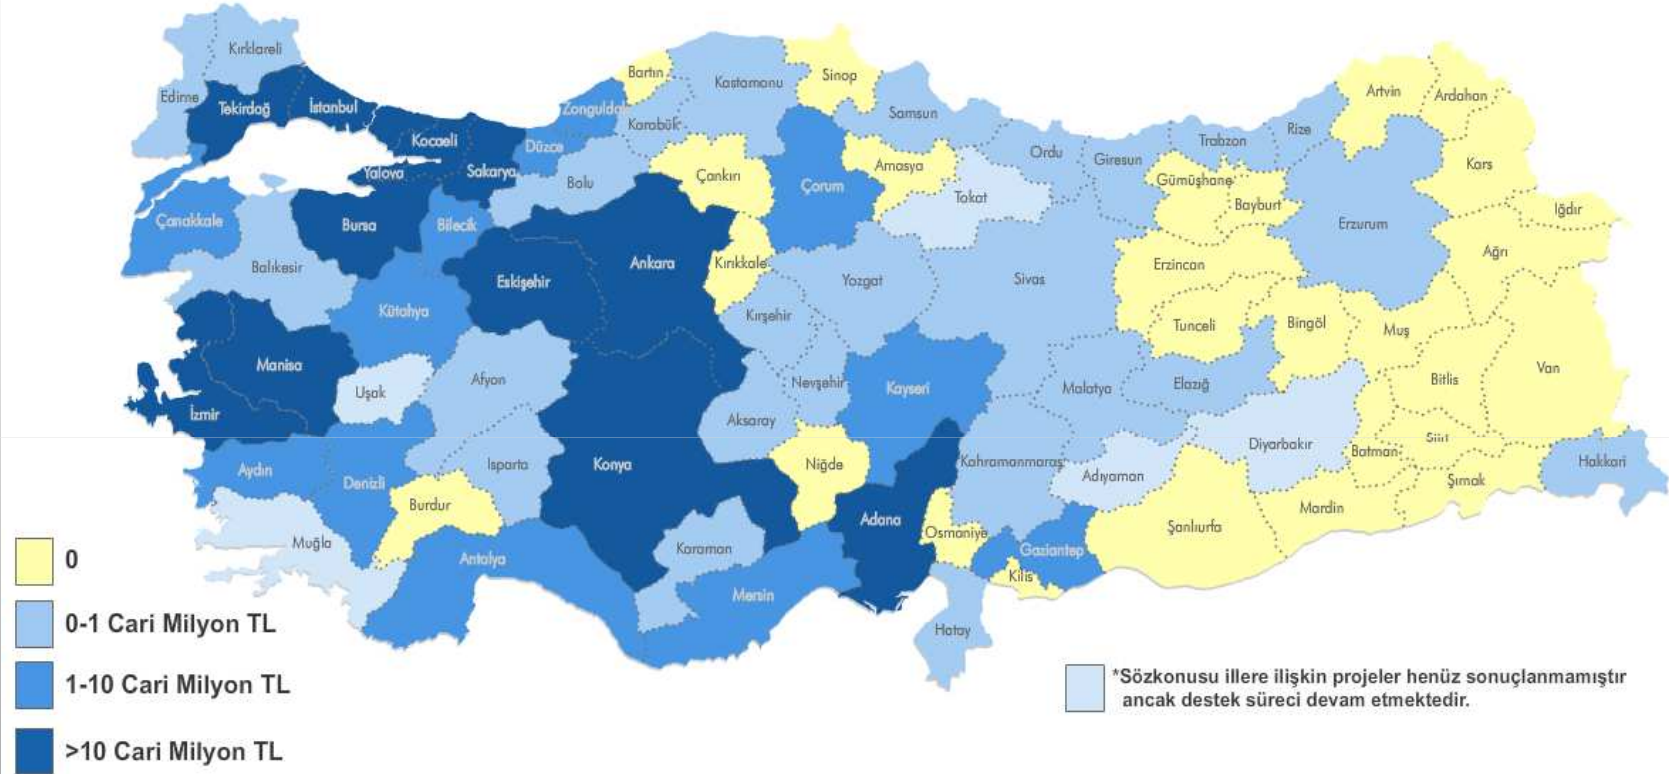 Kırklareli
Edirne
Tekirdağ
İstanbul
Kocaeli
Yalova
Sakarya
Düzce
Zonguldak
Bartın
Karabük
Kastamonu
Sinop
Samsun
Bolu
Çankırı
Çorum
Amasya
Tokat
Ordu
Giresun
Trabzon
Rize
Artvin
Ardahan
Kars
Gümüşhane
Bayburt
Erzurum
Iğdır
Ağrı
Çanakkale
Bursa
Bilecik
Balıkesir
Eskişehir
Ankara
Kırıkkale
Yozgat
Sivas
Erzincan
Kütahya
Kırşehir
Tunceli
Bingöl
Muş
Manisa
Uşak
Afyon
Nevşehir
Kayseri
Malatya
Elazığ
Bitlis
Van
İzmir
Aksaray
Diyarbakır
Siirt
Batman
Aydın
Denizli
Isparta
Konya
Niğde
Kahramanmaraş
Adıyaman
Şırnak
Hakkari
Burdur
Adana
Osmaniye
Şanlıurfa
Mardin
Muğla
Antalya
Karaman
Mersin
Gaziantep
Kilis
Hatay
0
0-1 Cari Milyon TL
1-10 Cari Milyon TL
>10 Cari Milyon TL
*Sözkonusu illere ilişkin projeler henüz sonuçlanmamıştır
ancak destek süreci devam etmektedir.